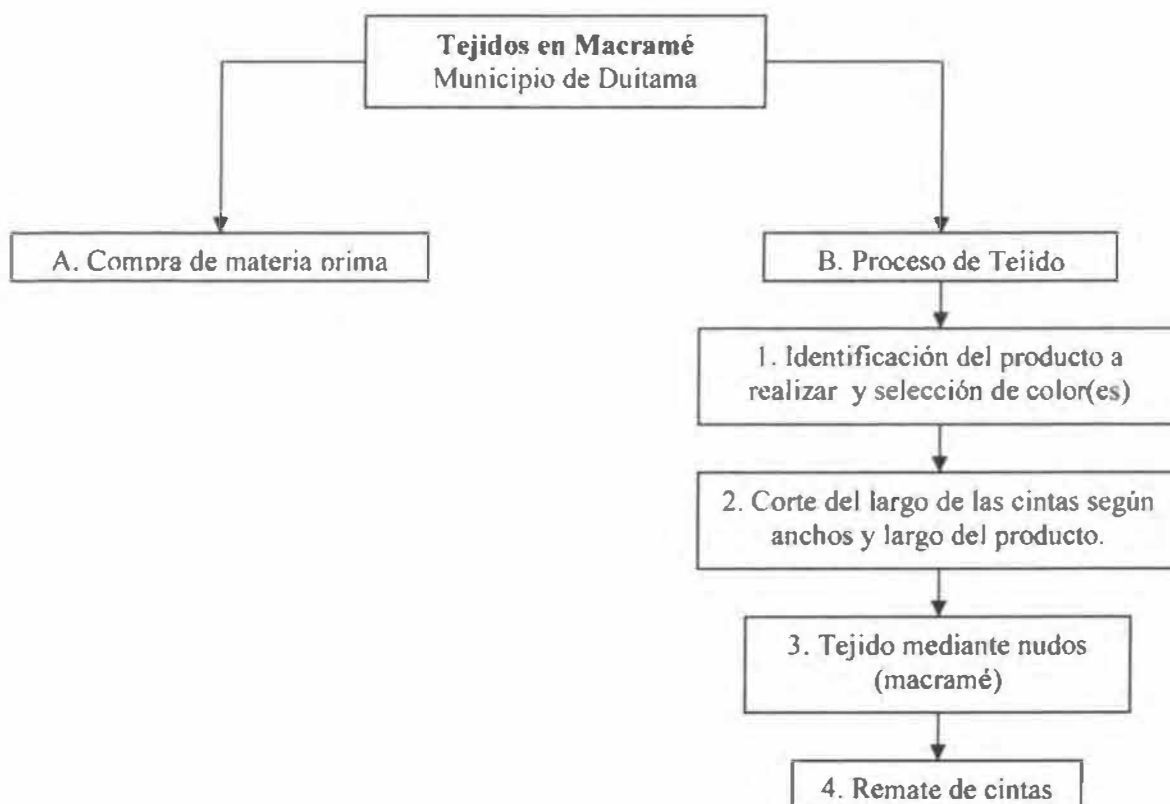 Tejidos en Macramé
Municipio de Duitama
A. Compra de materia prima
B. Proceso de Tejido
1. Identificación del producto a
realizar y selección de color(es)
2. Corte del largo de las cintas según
anchos y largo del producto.
3. Tejido mediante nudos
(macramé)
4. Remate de cintas